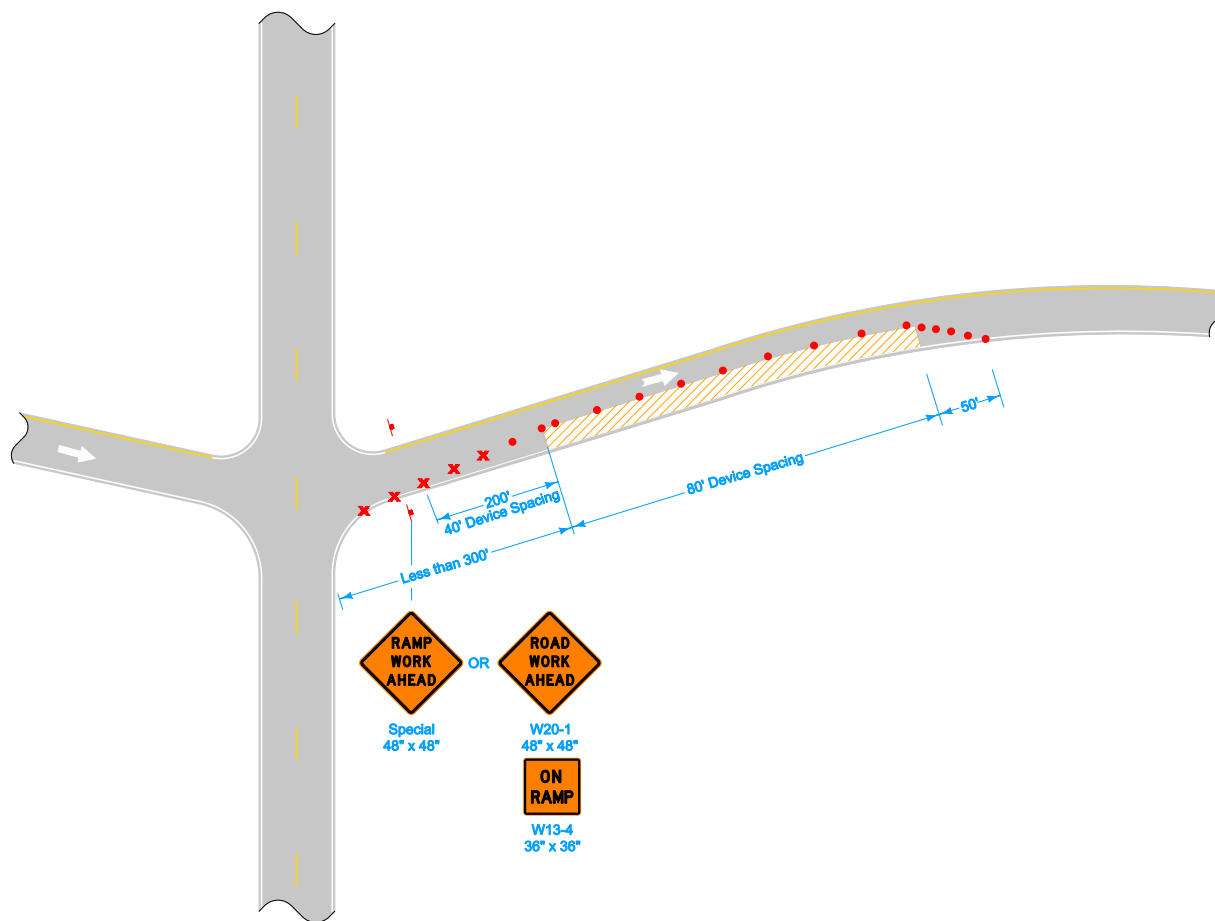 50'
80' Device Spacing
200'
40' Device Spacing
Less than 300'
RAMP
WORK
AHEAD
OR
ROAD
WORK
AHEAD
Special
48" x 48"
W20-1
48" x 48"
ON
RAMP
W13-4
36" x 36"